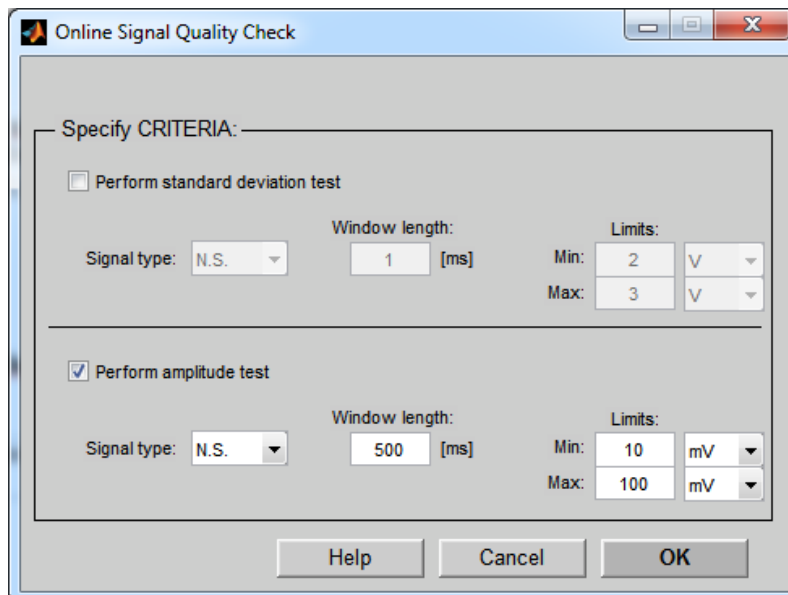 Online Signal Quality Check
Specify CRITERIA:
Perform standard deviation test
Window length:
Limits:
Signal type: N.S. 1 [ms] Min: 2 V
Max: 3 V
Perform amplitude test
Window length:
Limits:
Signal type: N.S. 500 [ms] Min: 10 mV
Max: 100 mV
Help Cancel OK